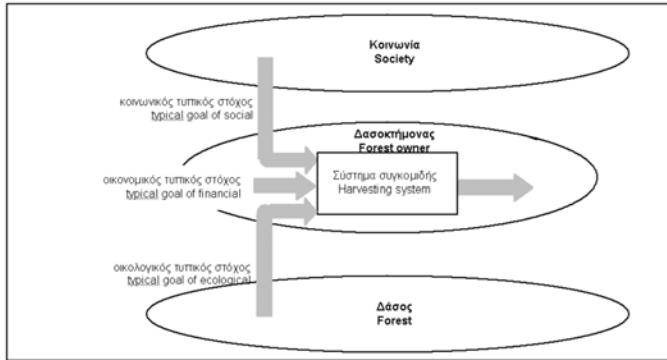 Κοινωνία
Society
κοινωνικός τυπικός στόχος
typical goal of social
Δασοκτήμονας
Forest owner
οικονομικός τυπικός στόχος
typical goal of financial
Σύστημα συγκομιδής
Harvesting system
οικολογικός τυπικός στόχος
typical goal of ecological
Δάσος
Forest